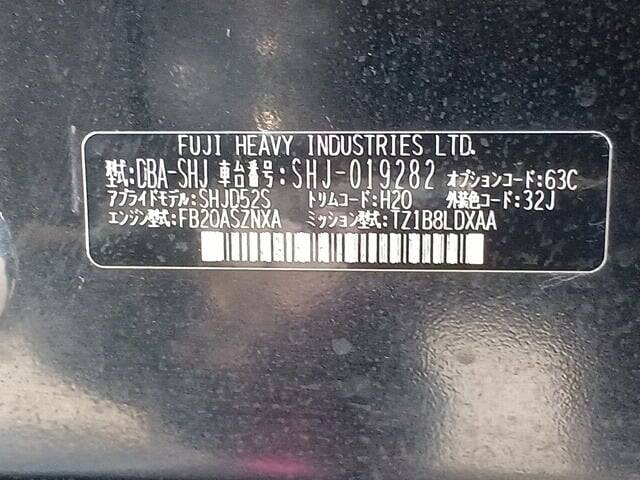 FUJI HEAVY INDUSTRIES LTD.
型式:DBA-SHJ 車台番号:SHJ-019282 オプションコード:63C
アプライドモデル:SHJD52S トリムコード:H20 外装色コード:32J
エンジン型式:FB20ASZNXA ミッション型式:TZ1B8LDXAA